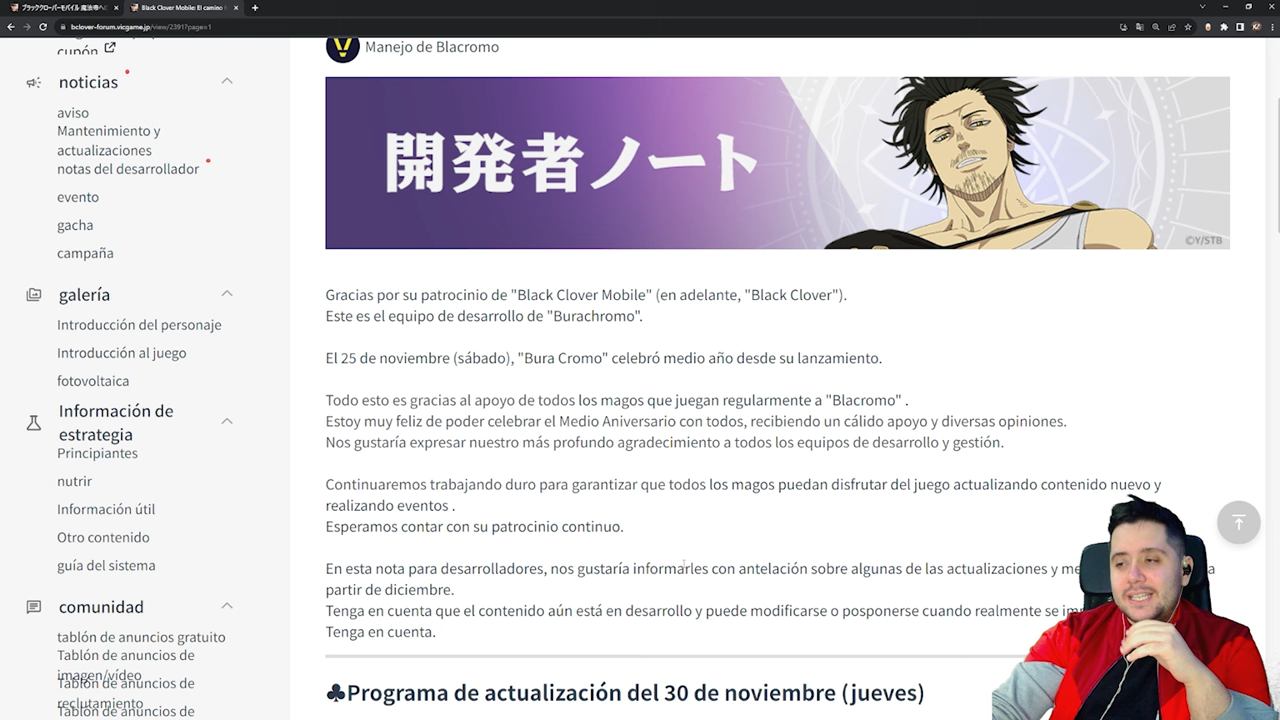 ブラッククローバーモバイル 魔法帝へ
Black Clover Mobile: El camino
bclover-forum.vicgame.jp/view/2391?page=1
cupón
noticias
aviso
Mantenimiento y
actualizaciones
notas del desarrollador
evento
gacha
campaña
galería
Introducción del personaje
Introducción al juego
fotovoltaica
Información de
estrategia
Principiantes
nutrir
Información útil
Otro contenido
guía del sistema
comunidad
tablón de anuncios gratuito
Tablón de anuncios de
imagen/vídeo
Tablón de anuncios de
reclutamiento
Tablón de anuncios de
Manejo de Blacromo
開発者ノート
©Y/STB
Gracias por su patrocinio de "Black Clover Mobile" (en adelante, "Black Clover").
Este es el equipo de desarrollo de "Burachromo".
El 25 de noviembre (sábado), "Bura Cromo" celebró medio año desde su lanzamiento.
Todo esto es gracias al apoyo de todos los magos que juegan regularmente a "Blacromo" .
Estoy muy feliz de poder celebrar el Medio Aniversario con todos, recibiendo un cálido apoyo y diversas opiniones.
Nos gustaría expresar nuestro más profundo agradecimiento a todos los equipos de desarrollo y gestión.
Continuaremos trabajando duro para garantizar que todos los magos puedan disfrutar del juego actualizando contenido nuevo y
realizando eventos .
Esperamos contar con su patrocinio continuo.
En esta nota para desarrolladores, nos gustaría informarles con antelación sobre algunas de las actualizaciones y me a
partir de diciembre.
Tenga en cuenta que el contenido aún está en desarrollo y puede modificarse o posponerse cuando realmente se im
Tenga en cuenta.
♣Programa de actualización del 30 de noviembre (jueves)